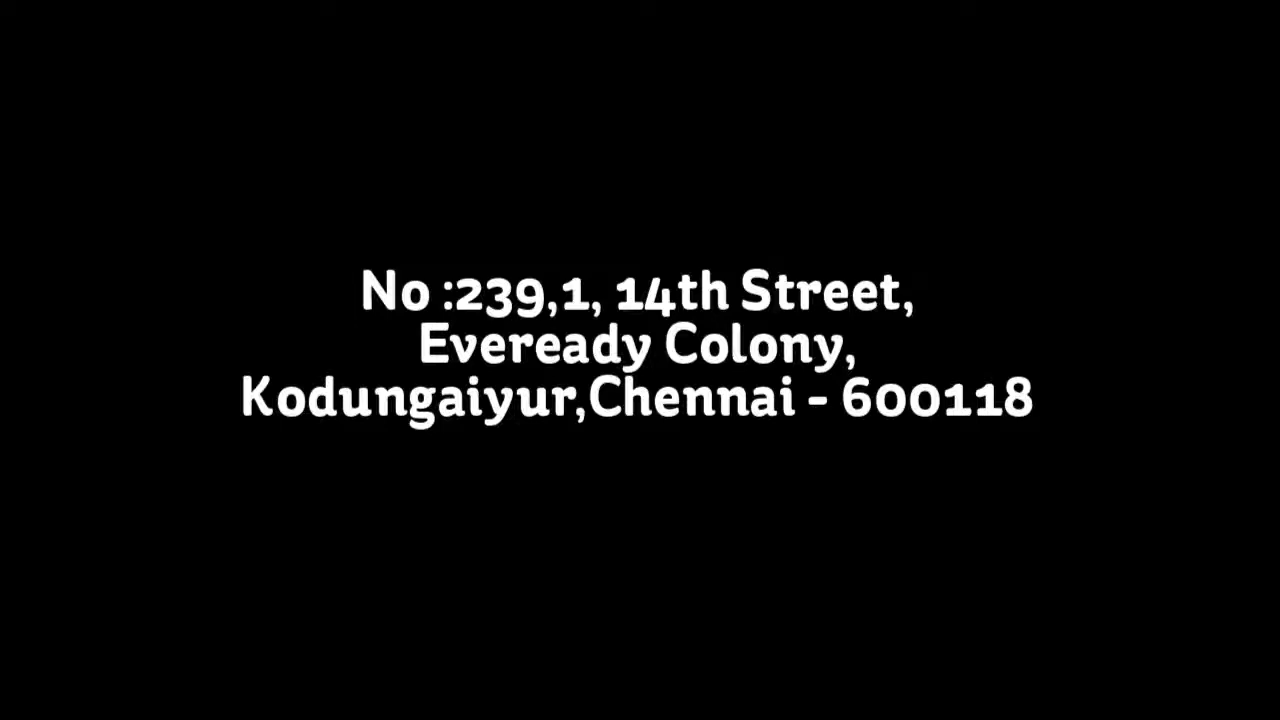 No :239,1, 14th Street,
Eveready Colony,
Kodungaiyur,Chennai - 600118